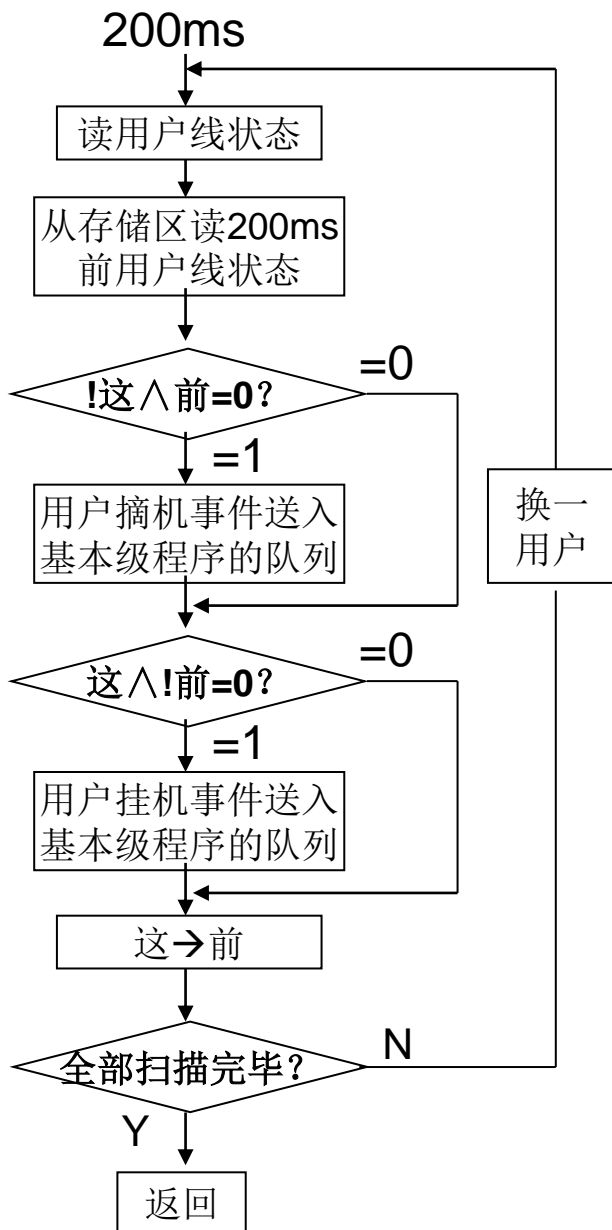 200ms
读用户线状态
从存储区读200ms
前用户线状态
!这∧前=0？
=0
=1
用户摘机事件送入
基本级程序的队列
换一
用户
这∧!前=0？
=0
=1
用户挂机事件送入
基本级程序的队列
这→前
全部扫描完毕？
N
Y
返回